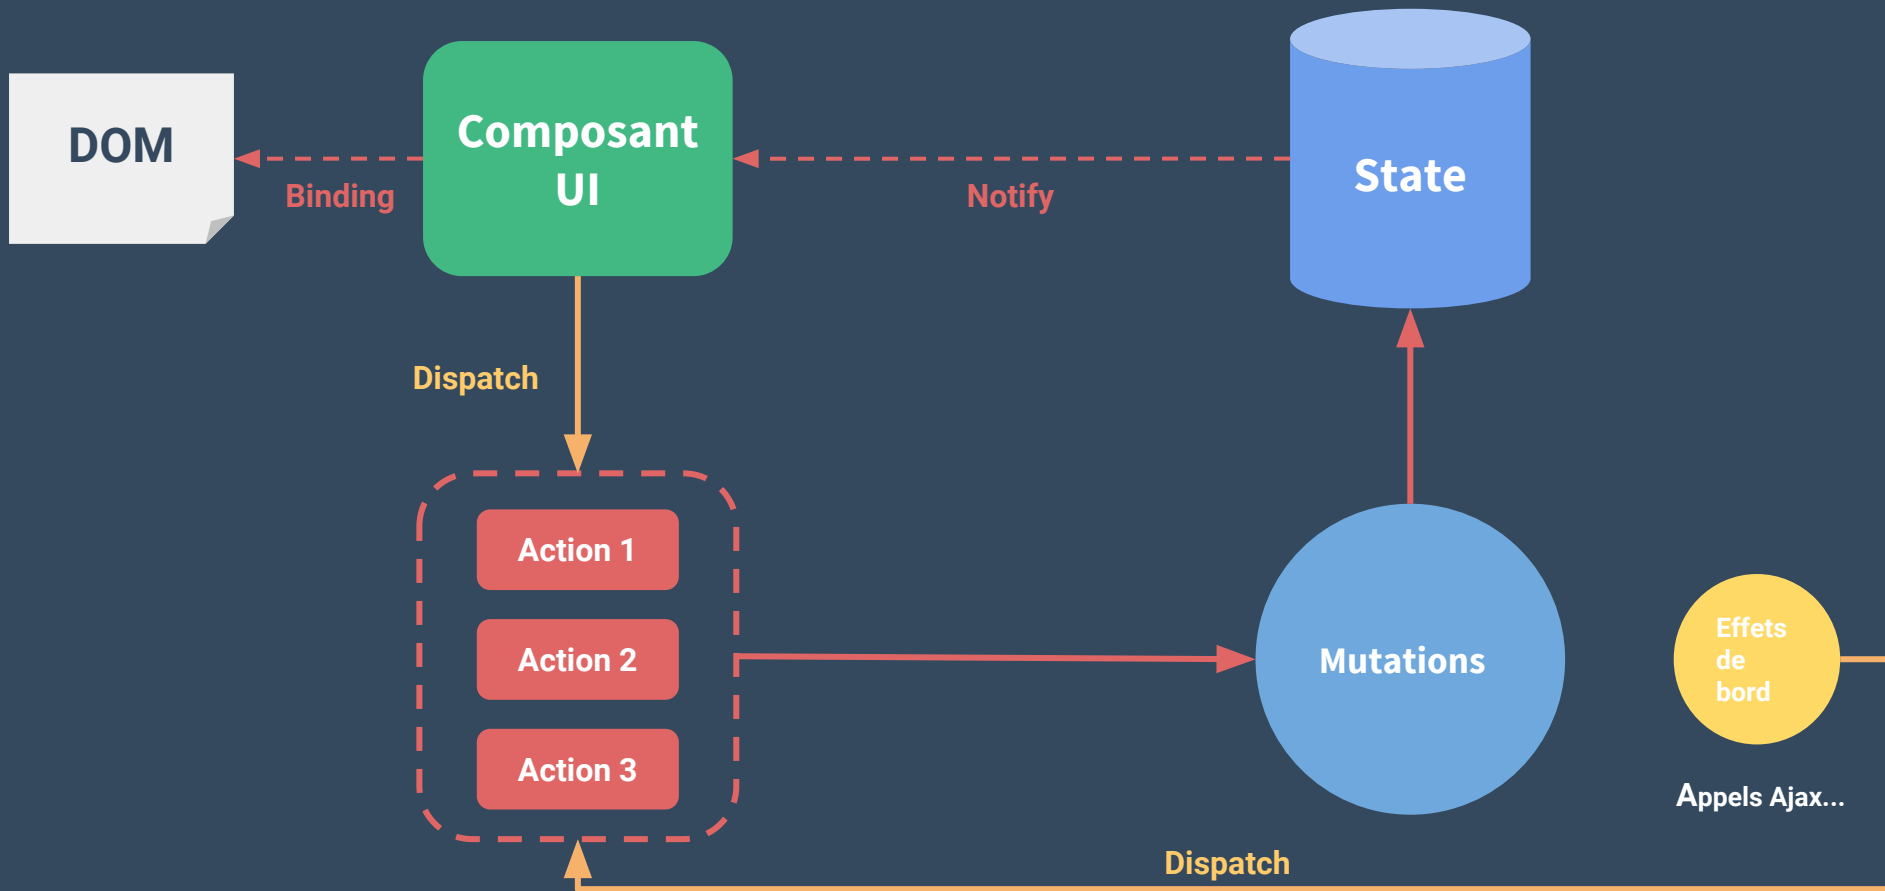 DOM
Composant
UI
State
Binding
Notify
Dispatch
Action 1
Action 2
Action 3
Mutations
Effets
de
bord
Appels Ajax...
Dispatch